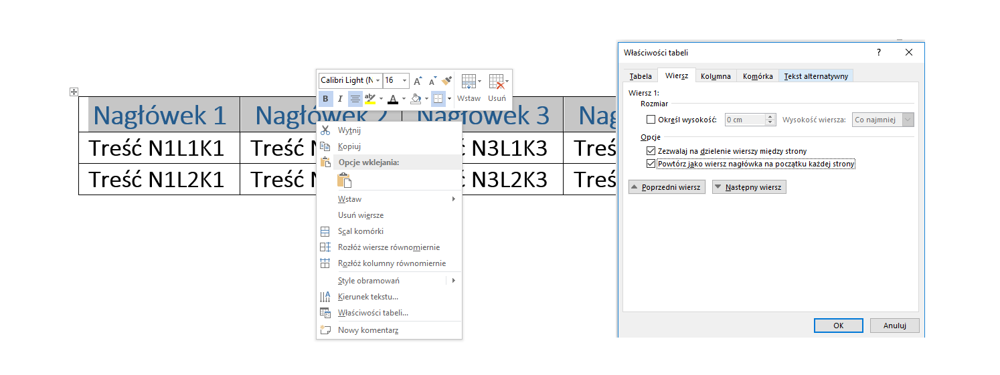 Calibri Light (N 16 A A
B I ab A Wstaw Usuń
Nagłówek 1 Nagłówek 2 Nagłówek 3 Nag
Treść N1L1K1 Treść N N3L1K3 Treś
Treść N1L2K1 Treść N N3L2K3 Treś
Wytnij
Kopiuj
Opcje wklejania:
Wstaw
Usuń wiersze
Scal komórki
Rozłóż wiersze równomiernie
Rozłóż kolumny równomiernie
Style obramowań
Kierunek tekstu...
Właściwości tabeli...
Nowy komentarz
Właściwości tabeli ?
Tabela Wiersz Kolumna Komórka Tekst alternatywny
Wiersz 1:
Rozmiar
Określ wysokość: 0 cm Wysokość wiersza: Co najmniej
Opcje
Zezwalaj na dzielenie wierszy między strony
Powtórz jako wiersz nagłówka na początku każdej strony
Poprzedni wiersz Następny wiersz
OK Anuluj